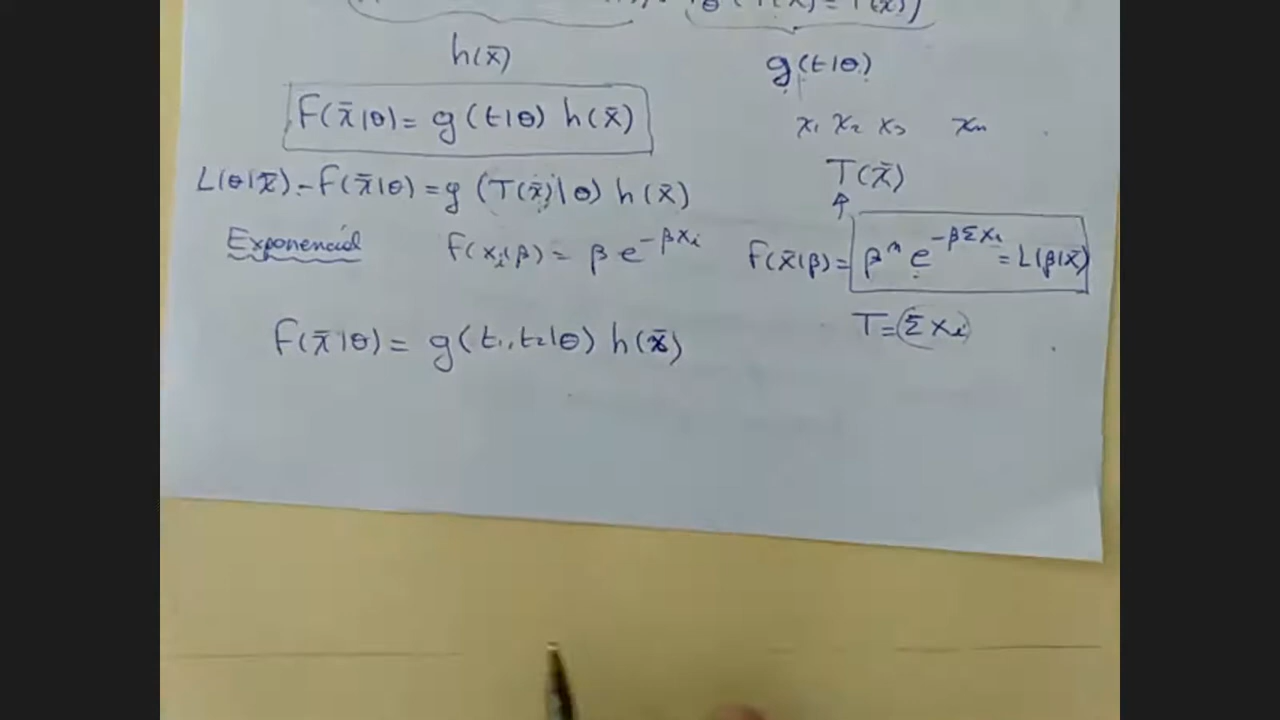 h(x̄) g(t|θ)
F(x̄|θ) = g(t|θ) h(x̄) x₁ x₂ x₃ xₙ
L(θ|x̄) = F(x̄|θ) = g(T(x̄)|θ) h(x̄) T(x̄)
Exponencial F(xᵢ|β) = β e^{-βxᵢ} F(x̄|β) = βⁿ e^{-βΣxᵢ} = L(β|x̄)
F(x̄|θ) = g(t₁, t₂|θ) h(x̄) T = Σxᵢ